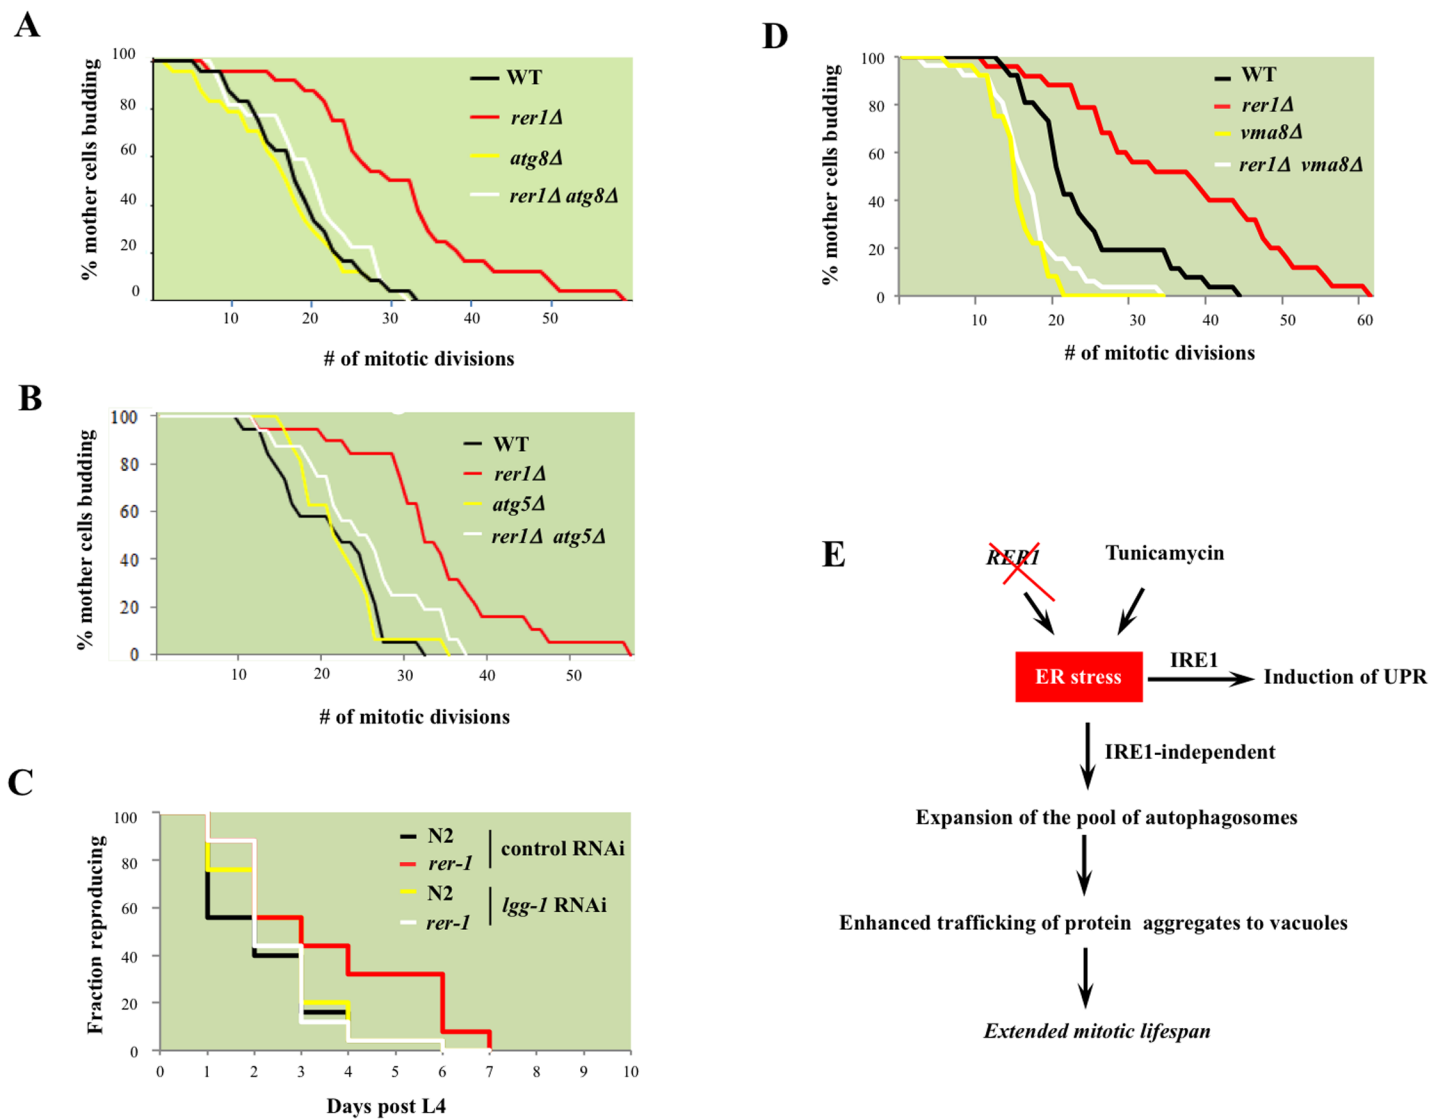 A
% mother cells budding
100
80
60
40
20
0
10 20 30 40 50
# of mitotic divisions
WT
rer1Δ
atg8Δ
rer1Δ atg8Δ
B
% mother cells budding
100
80
60
40
20
0
10 20 30 40 50
# of mitotic divisions
WT
rer1Δ
atg5Δ
rer1Δ atg5Δ
C
Fraction reproducing
100
80
60
40
20
0
0 1 2 3 4 5 6 7 8 9 10
Days post L4
N2
rer-1
control RNAi
N2
rer-1
lgg-1 RNAi
D
% mother cells budding
100
80
60
40
20
0
10 20 30 40 50 60
# of mitotic divisions
WT
rer1Δ
vma8Δ
rer1Δ vma8Δ
E
RER1
Tunicamycin
ER stress
IRE1
Induction of UPR
IRE1-independent
Expansion of the pool of autophagosomes
Enhanced trafficking of protein aggregates to vacuoles
Extended mitotic lifespan